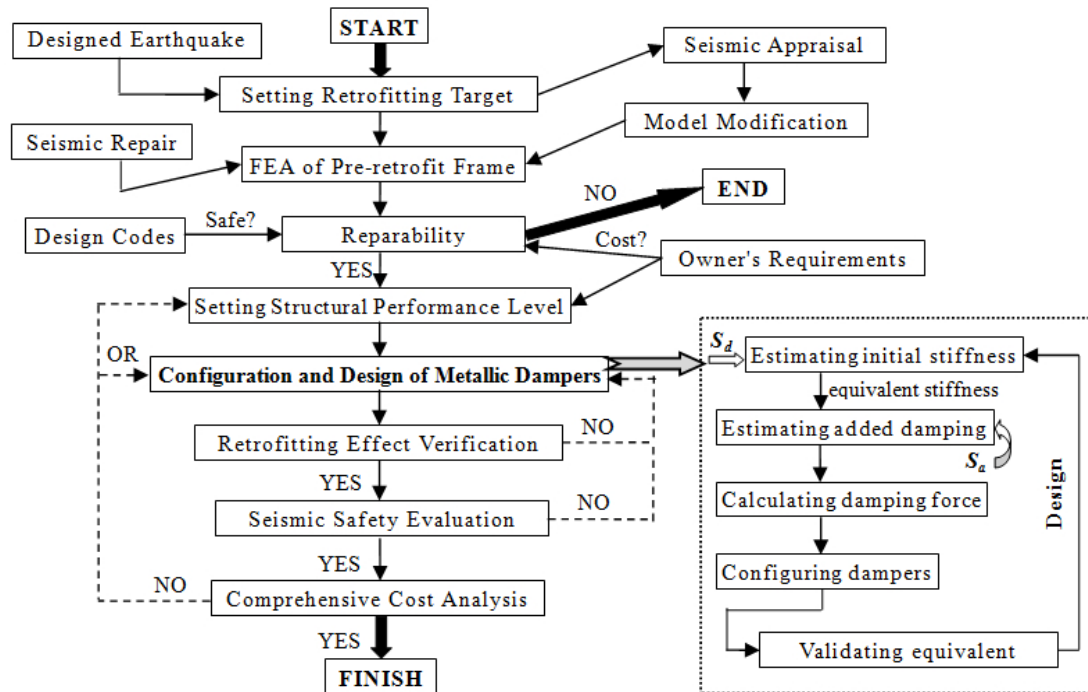 START
Designed Earthquake
Seismic Appraisal
Setting Retrofitting Target
Model Modification
Seismic Repair
FEA of Pre-retrofit Frame
NO
END
Safe?
Design Codes
Reparability
Cost?
Owner's Requirements
YES
Setting Structural Performance Level
OR
Configuration and Design of Metallic Dampers
NO
Retrofitting Effect Verification
YES
NO
Seismic Safety Evaluation
YES
NO
Comprehensive Cost Analysis
YES
FINISH
Sd
Estimating initial stiffness
equivalent stiffness
Estimating added damping
Sa
Calculating damping force
Design
Configuring dampers
Validating equivalent